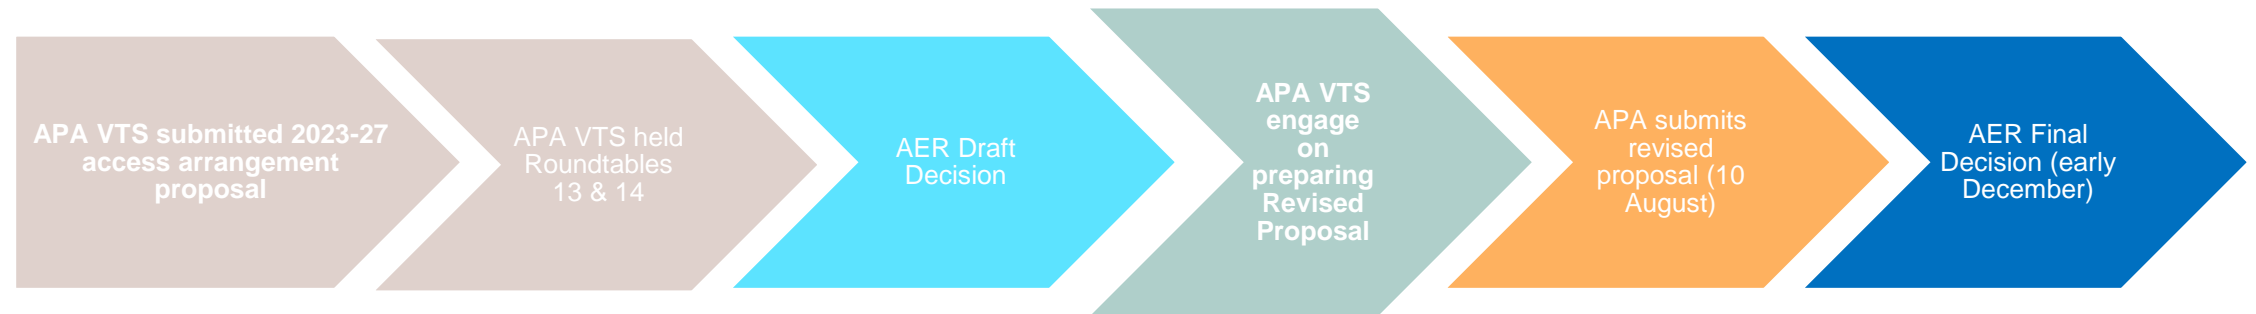 APA VTS submitted 2023-27
access arrangement
proposal
APA VTS held
Roundtables
13 & 14
AER Draft
Decision
APA VTS
engage
on
preparing
Revised
Proposal
APA submits
revised
proposal (10
August)
AER Final
Decision (early
December)